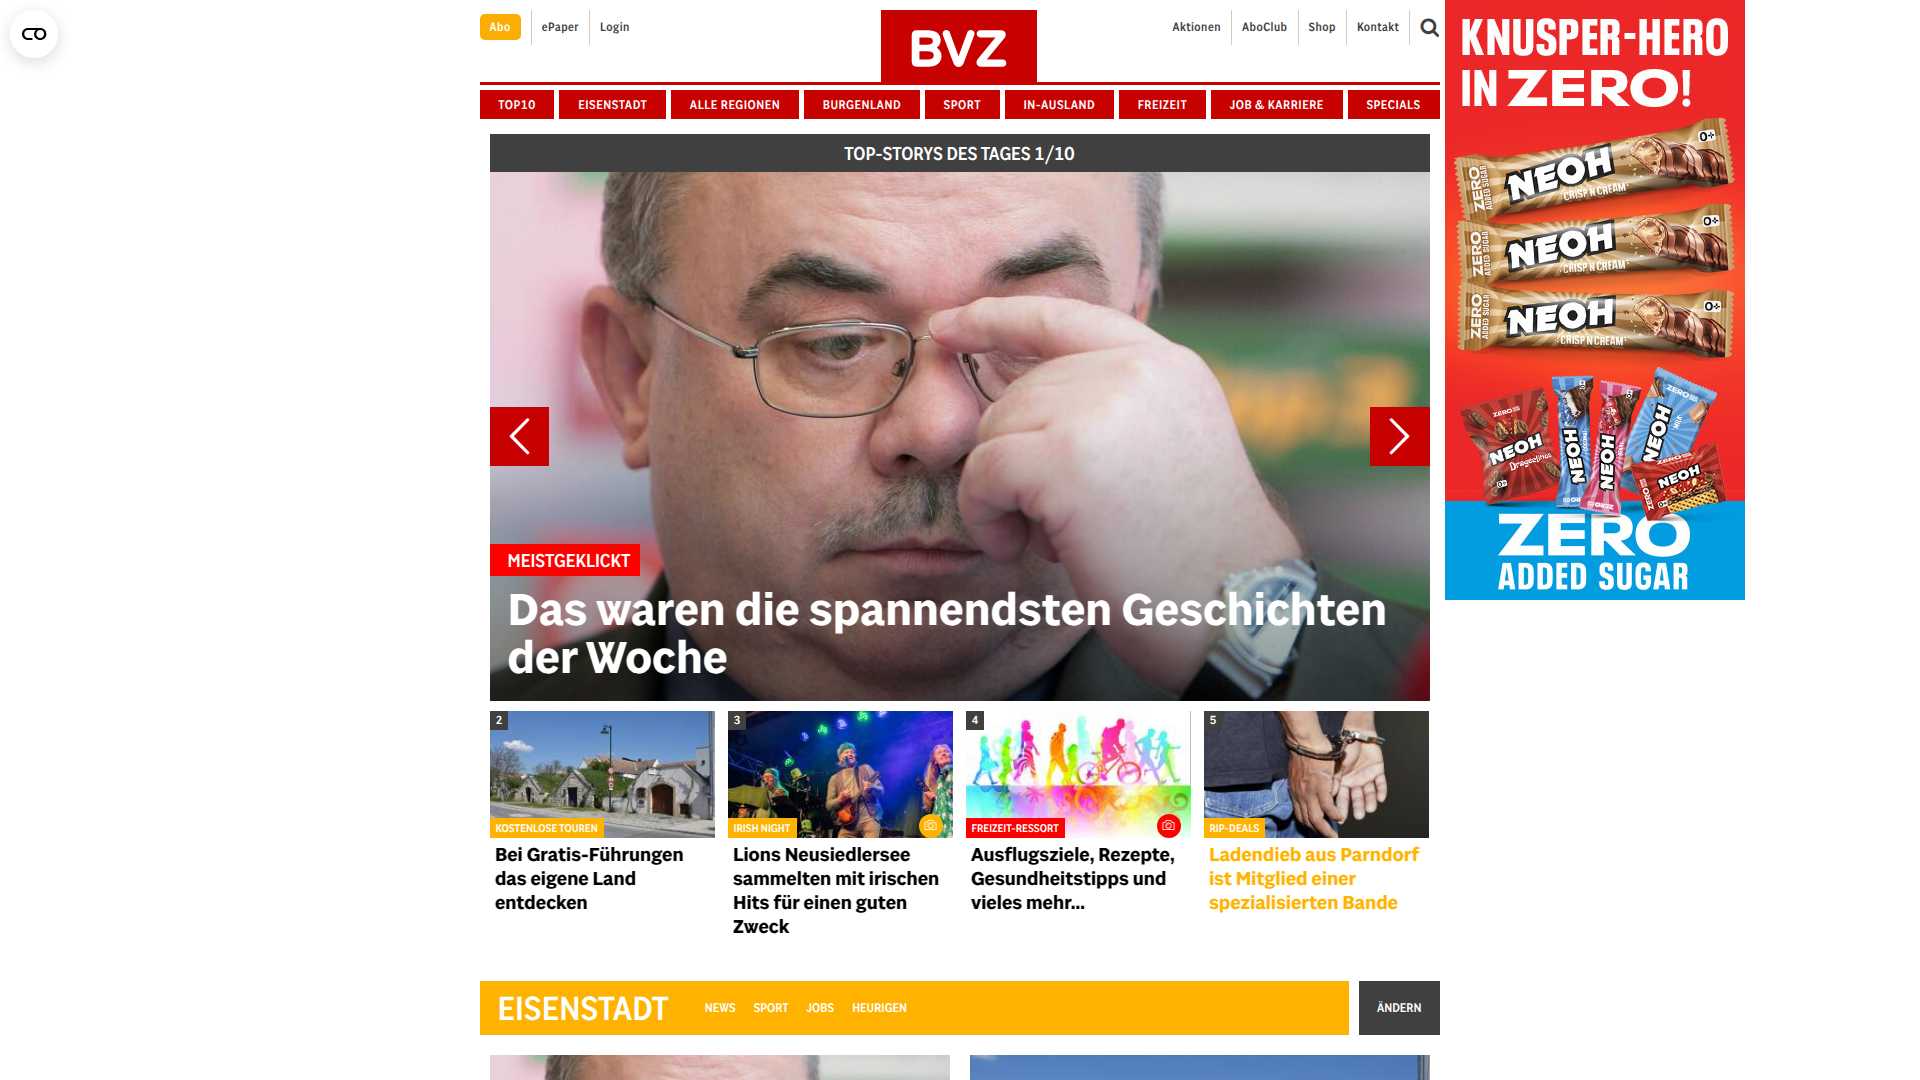 Abo
ePaper
Login
BVZ
Aktionen
AboClub
Shop
Kontakt
TOP10
EISENSTADT
ALLE REGIONEN
BURGENLAND
SPORT
IN-AUSLAND
FREIZEIT
JOB & KARRIERE
SPECIALS
TOP-STORYS DES TAGES 1/10
MEISTGEKLICKT
Das waren die spannendsten Geschichten
der Woche
2
KOSTENLOSE TOUREN
Bei Gratis-Führungen
das eigene Land
entdecken
3
IRISH NIGHT
Lions Neusiedlersee
sammelten mit irischen
Hits für einen guten
Zweck
4
FREIZEIT-RESSORT
Ausflugsziele, Rezepte,
Gesundheitstipps und
vieles mehr...
5
RIP-DEALS
Ladendieb aus Parndorf
ist Mitglied einer
spezialisierten Bande
EISENSTADT
NEWS
SPORT
JOBS
HEURIGEN
ÄNDERN
KNUSPER-HERO
IN ZERO!
ZERO
ADDED SUGAR
NEOH
CRISP'N CREAM
ZERO
ADDED SUGAR
NEOH
CRISP'N CREAM
ZERO
ADDED SUGAR
NEOH
CRISP'N CREAM
NEOH
NEOH
NEOH
NEOH
NEOH
ZERO
ADDED SUGAR